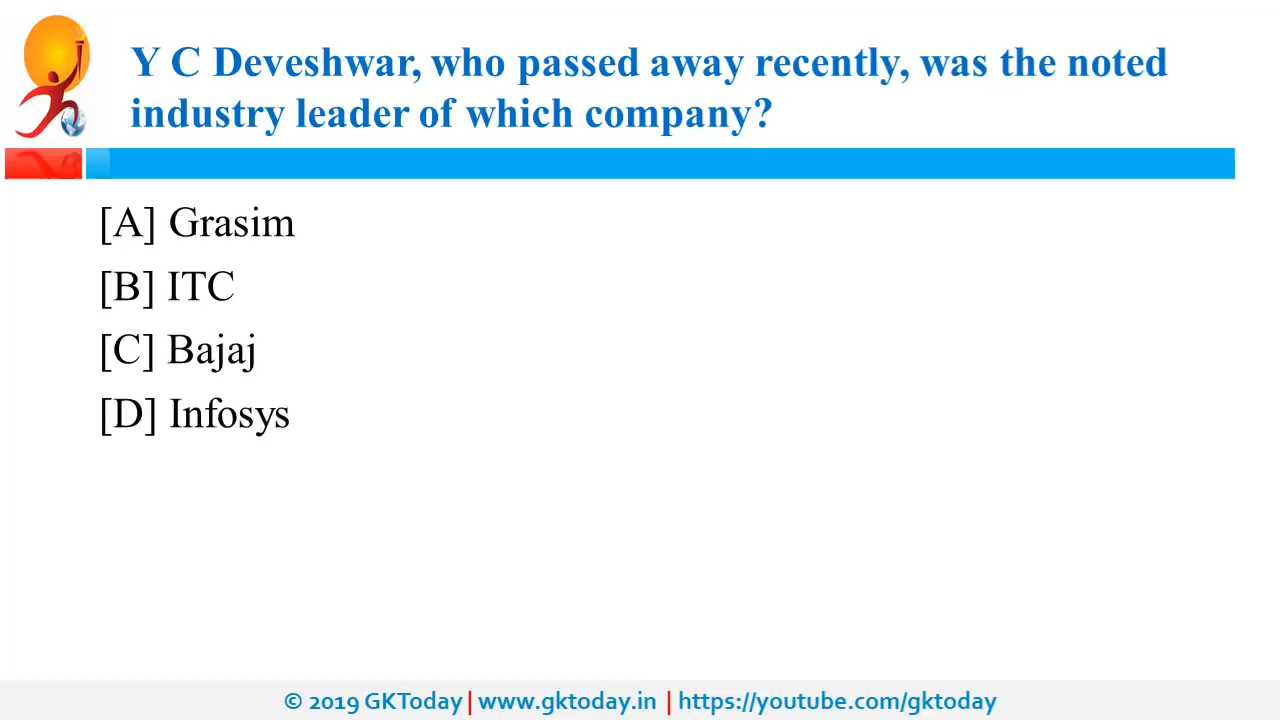 Y C Deveshwar, who passed away recently, was the noted
industry leader of which company?
[A] Grasim
[B] ITC
[C] Bajaj
[D] Infosys
© 2019 GKToday | www.gktoday.in | https://youtube.com/gktoday